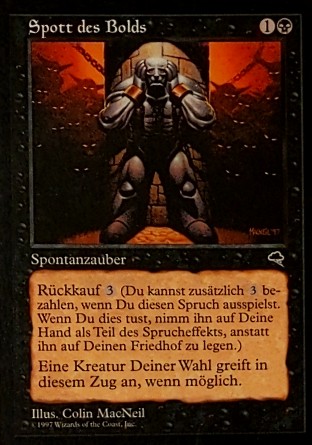 Spott des Bolds 1
MACNEIL '97
Spontanzauber
Rückkauf 3 (Du kannst zusätzlich 3 be-
zahlen, wenn Du diesen Spruch ausspielst.
Wenn Du dies tust, nimm ihn auf Deine
Hand als Teil des Sprucheffekts, anstatt
ihn auf Deinen Friedhof zu legen.)
Eine Kreatur Deiner Wahl greift in
diesem Zug an, wenn möglich.
Illus. Colin MacNeil
©1997 Wizards of the Coast, Inc.